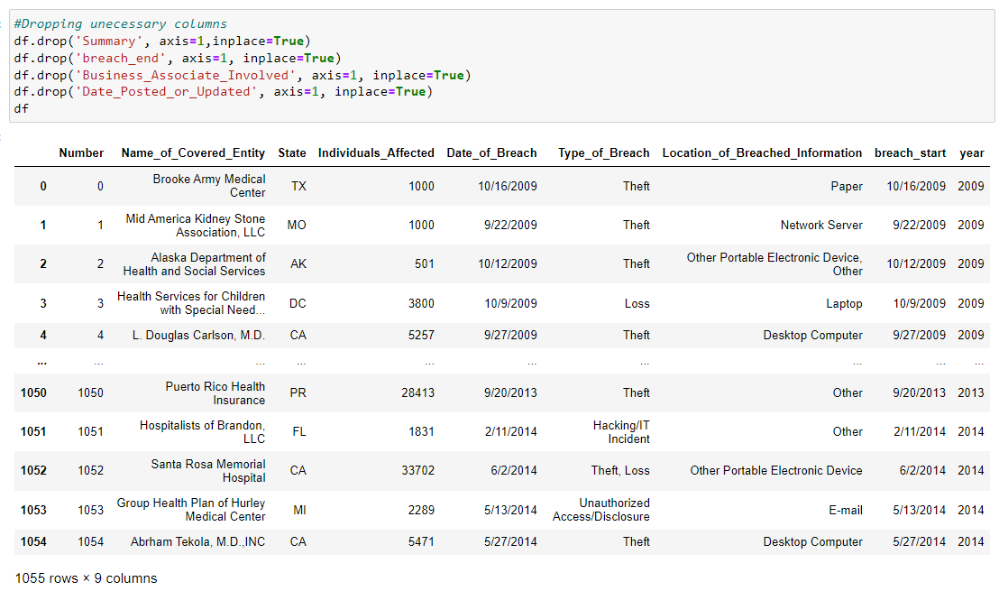 #Dropping unecessary columns
df.drop('Summary', axis=1,inplace=True)
df.drop('breach_end', axis=1, inplace=True)
df.drop('Business_Associate_Involved', axis=1, inplace=True)
df.drop('Date_Posted_or_Updated', axis=1, inplace=True)
df
Number Name_of_Covered_Entity State Individuals_Affected Date_of_Breach Type_of_Breach Location_of_Breached_Information breach_start year
0 0 Brooke Army Medical Center TX 1000 10/16/2009 Theft Paper 10/16/2009 2009
1 1 Mid America Kidney Stone Association, LLC MO 1000 9/22/2009 Theft Network Server 9/22/2009 2009
2 2 Alaska Department of Health and Social Services AK 501 10/12/2009 Theft Other Portable Electronic Device, Other 10/12/2009 2009
3 3 Health Services for Children with Special Need... DC 3800 10/9/2009 Loss Laptop 10/9/2009 2009
4 4 L. Douglas Carlson, M.D. CA 5257 9/27/2009 Theft Desktop Computer 9/27/2009 2009
... ... ... ... ... ... ... ... ... ...
1050 1050 Puerto Rico Health Insurance PR 28413 9/20/2013 Theft Other 9/20/2013 2013
1051 1051 Hospitalists of Brandon, LLC FL 1831 2/11/2014 Hacking/IT Incident Other 2/11/2014 2014
1052 1052 Santa Rosa Memorial Hospital CA 33702 6/2/2014 Theft, Loss Other Portable Electronic Device 6/2/2014 2014
1053 1053 Group Health Plan of Hurley Medical Center MI 2289 5/13/2014 Unauthorized Access/Disclosure E-mail 5/13/2014 2014
1054 1054 Abrham Tekola, M.D.,INC CA 5471 5/27/2014 Theft Desktop Computer 5/27/2014 2014
1055 rows × 9 columns